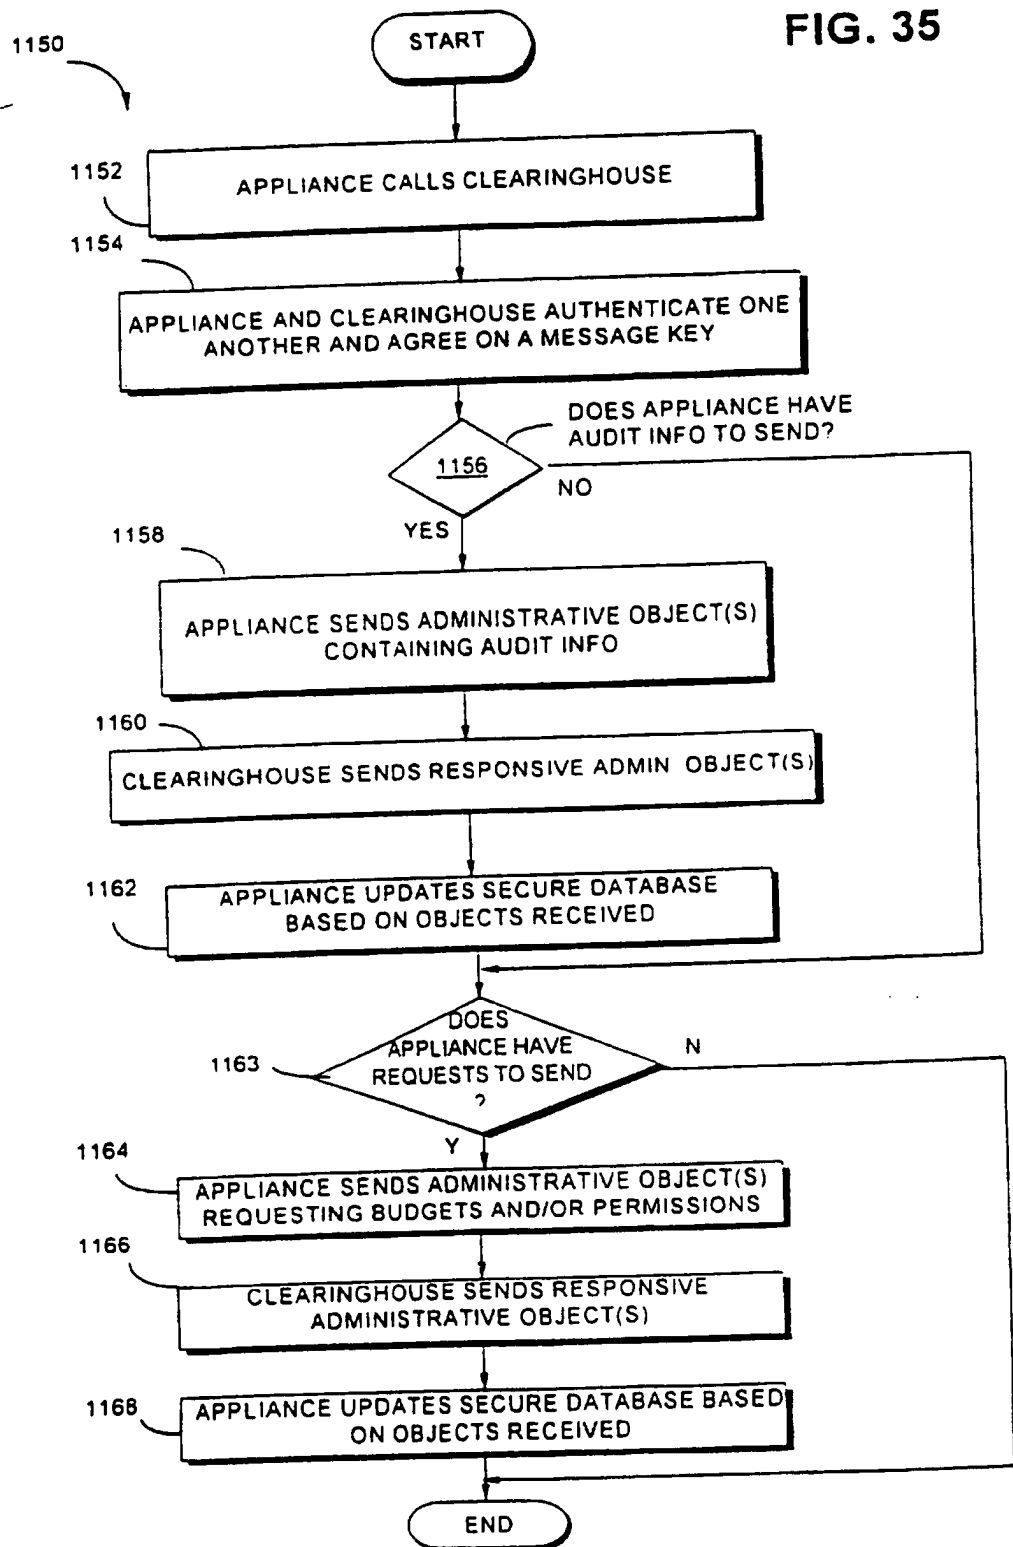 FIG. 35
1150
START
1152
APPLIANCE CALLS CLEARINGHOUSE
1154
APPLIANCE AND CLEARINGHOUSE AUTHENTICATE ONE
ANOTHER AND AGREE ON A MESSAGE KEY
DOES APPLIANCE HAVE
AUDIT INFO TO SEND?
1156
NO
YES
1158
APPLIANCE SENDS ADMINISTRATIVE OBJECT(S)
CONTAINING AUDIT INFO
1160
CLEARINGHOUSE SENDS RESPONSIVE ADMIN OBJECT(S)
1162
APPLIANCE UPDATES SECURE DATABASE
BASED ON OBJECTS RECEIVED
1163
DOES
APPLIANCE HAVE
REQUESTS TO SEND
?
N
Y
1164
APPLIANCE SENDS ADMINISTRATIVE OBJECT(S)
REQUESTING BUDGETS AND/OR PERMISSIONS
1166
CLEARINGHOUSE SENDS RESPONSIVE
ADMINISTRATIVE OBJECT(S)
1168
APPLIANCE UPDATES SECURE DATABASE BASED
ON OBJECTS RECEIVED
END